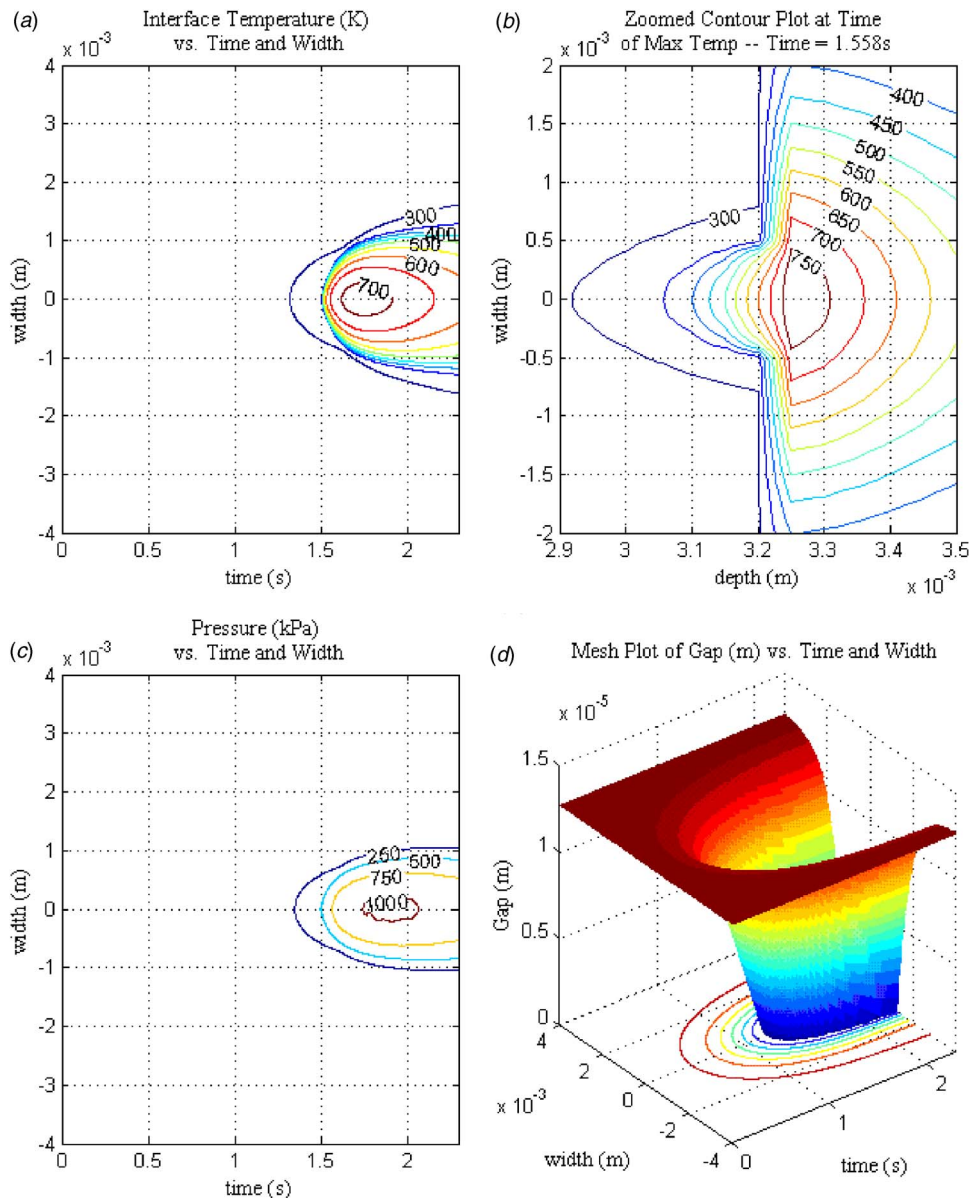 (a)
Interface Temperature (K)
vs. Time and Width
x 10^-3
4
3
2
1
0
-1
-2
-3
-4
width (m)
300
400
500
600
700
0 0.5 1 1.5 2
time (s)
(b)
Zoomed Contour Plot at Time
of Max Temp -- Time = 1.558s
x 10^-3
2
1.5
1
0.5
0
-0.5
-1
-1.5
-2
width (m)
400
450
500
550
600
650
700
750
300
2.9 3 3.1 3.2 3.3 3.4 3.5
depth (m)
x 10^-3
(c)
Pressure (kPa)
vs. Time and Width
x 10^-3
4
3
2
1
0
-1
-2
-3
-4
width (m)
250
500
750
1000
0 0.5 1 1.5 2
time (s)
(d)
Mesh Plot of Gap (m) vs. Time and Width
x 10^-5
1.5
1
0.5
0
Gap (m)
4
2
0
-2
-4
x 10^-3
width (m)
0
1
2
time (s)